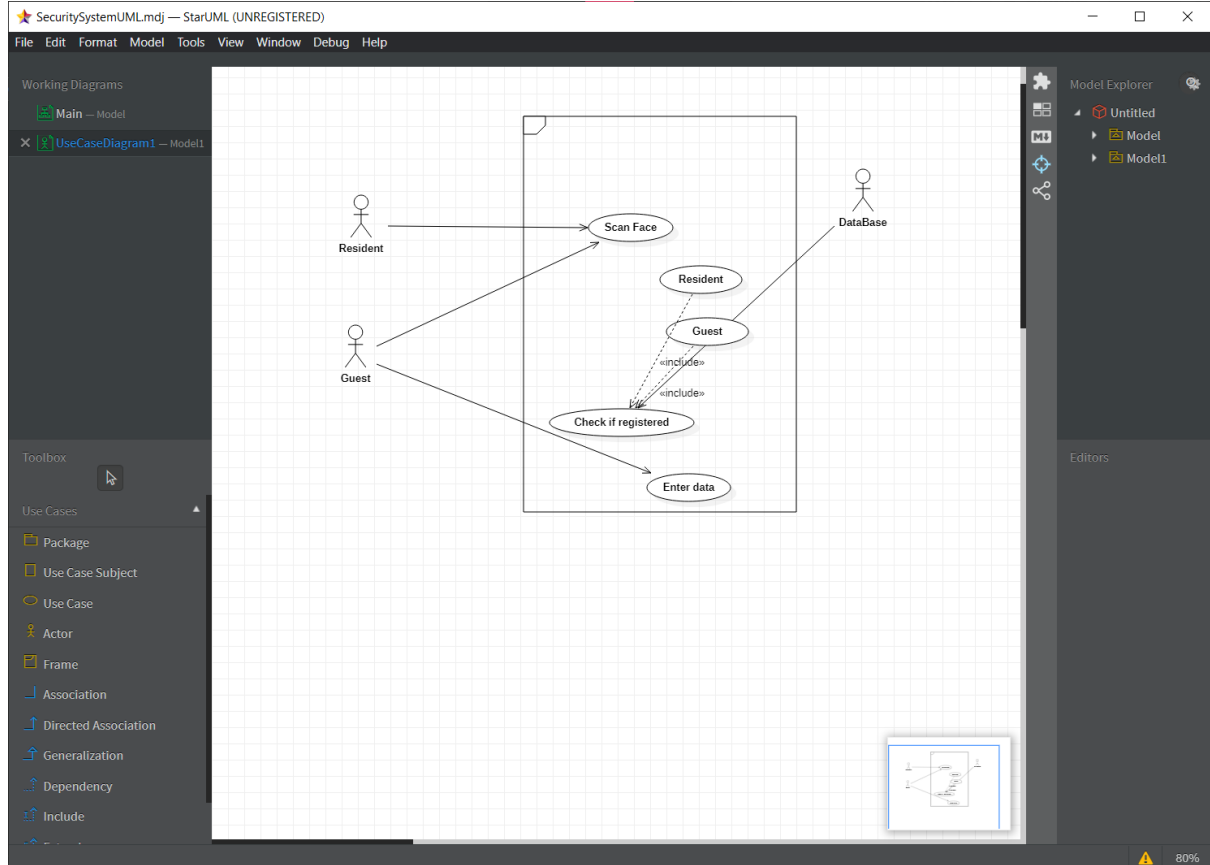 SecuritySystemUML.mdj — StarUML (UNREGISTERED)
File Edit Format Model Tools View Window Debug Help
Working Diagrams
Main — Model
UseCaseDiagram1 — Model1
Toolbox
Use Cases
Package
Use Case Subject
Use Case
Actor
Frame
Association
Directed Association
Generalization
Dependency
Include
Resident
Guest
Scan Face
Resident
Guest
«include»
«include»
Check if registered
Enter data
DataBase
M
Model Explorer
Untitled
Model
Model1
Editors
80%